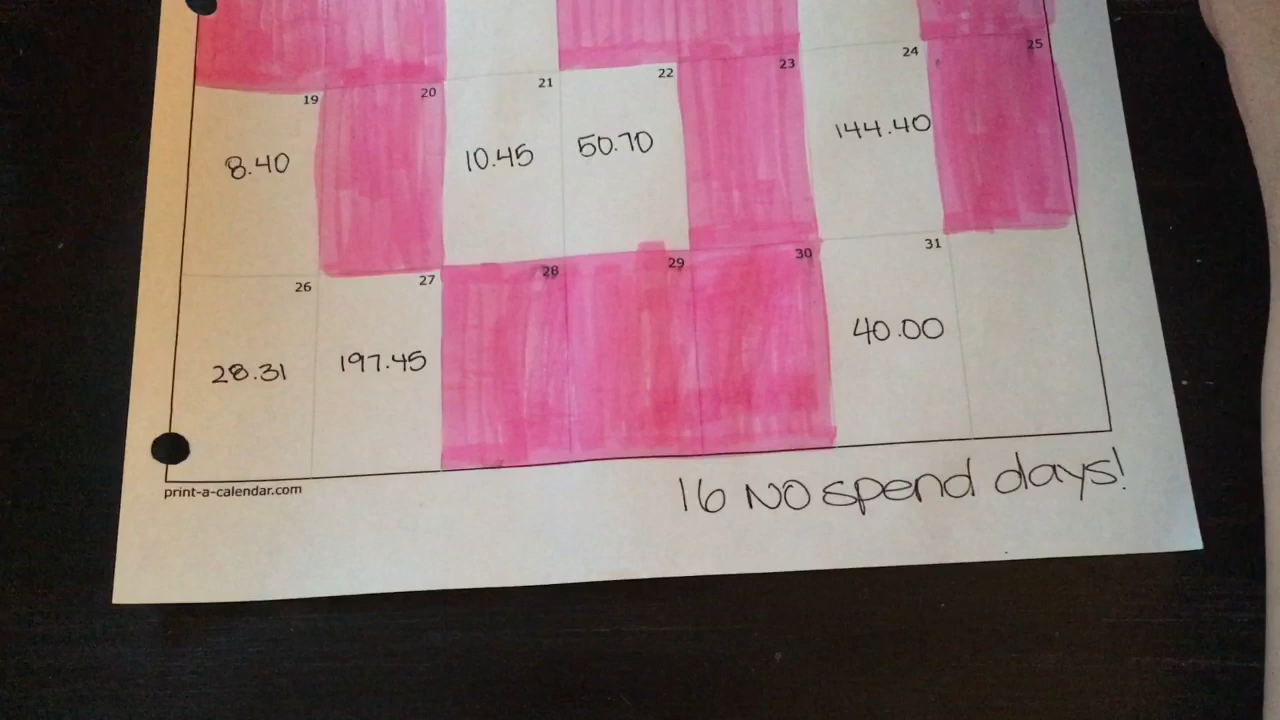 19 20 21 22 23 24 25
8.40 10.45 50.70 144.40
26 27 28 29 30 31
28.31 197.45 40.00
print-a-calendar.com
16 NO spend days!